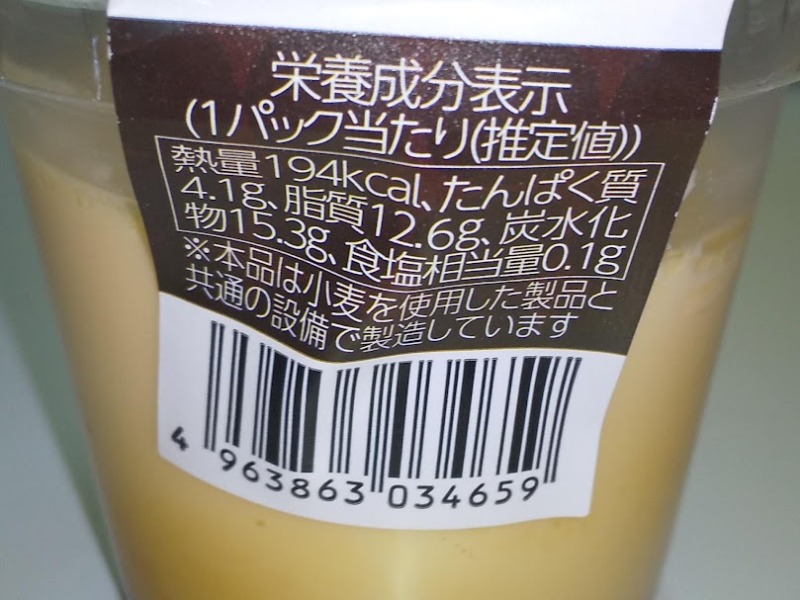 栄養成分表示
(1パック当たり(推定値))
熱量194kcal、たんぱく質
4.1g、脂質12.6g、炭水化
物15.3g、食塩相当量0.1g
※本品は小麦を使用した製品と
共通の設備で製造しています
4 963863 034659